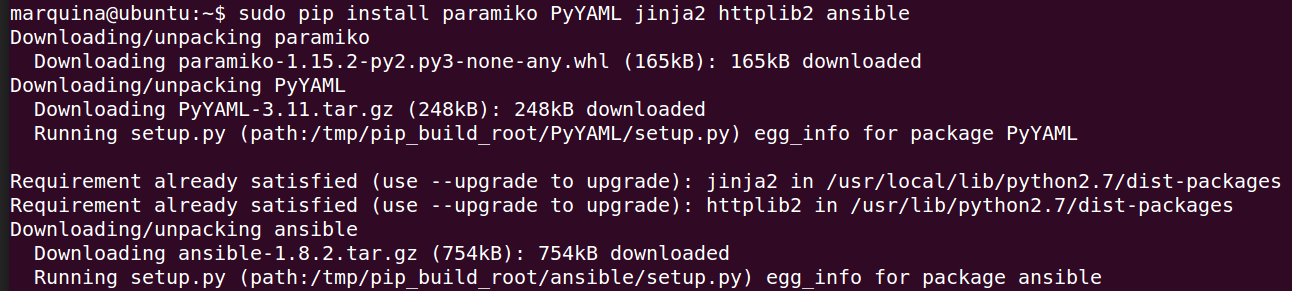 marquina@ubuntu:~$ sudo pip install paramiko PyYAML jinja2 httplib2 ansible
Downloading/unpacking paramiko
  Downloading paramiko-1.15.2-py2.py3-none-any.whl (165kB): 165kB downloaded
Downloading/unpacking PyYAML
  Downloading PyYAML-3.11.tar.gz (248kB): 248kB downloaded
  Running setup.py (path:/tmp/pip_build_root/PyYAML/setup.py) egg_info for package PyYAML

Requirement already satisfied (use --upgrade to upgrade): jinja2 in /usr/local/lib/python2.7/dist-packages
Requirement already satisfied (use --upgrade to upgrade): httplib2 in /usr/lib/python2.7/dist-packages
Downloading/unpacking ansible
  Downloading ansible-1.8.2.tar.gz (754kB): 754kB downloaded
  Running setup.py (path:/tmp/pip_build_root/ansible/setup.py) egg_info for package ansible